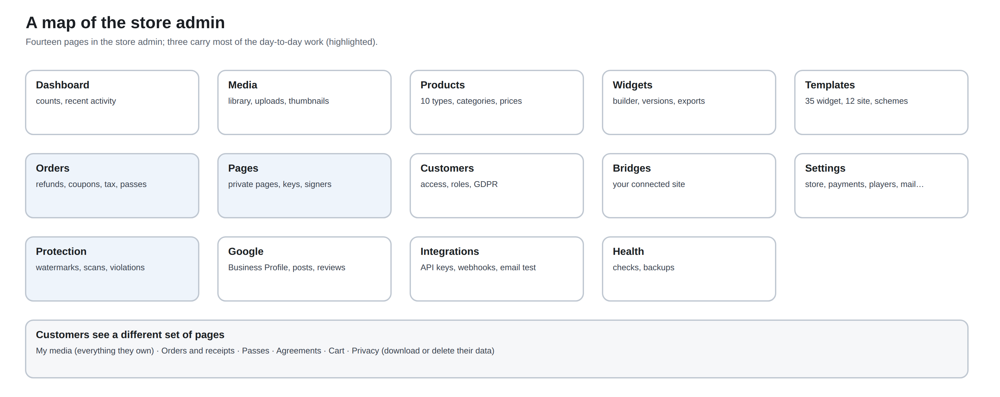 A map of the store admin
Fourteen pages in the store admin; three carry most of the day-to-day work (highlighted).
Dashboard
counts, recent activity
Media
library, uploads, thumbnails
Products
10 types, categories, prices
Widgets
builder, versions, exports
Templates
35 widget, 12 site, schemes
Orders
refunds, coupons, tax, passes
Pages
private pages, keys, signers
Customers
access, roles, GDPR
Bridges
your connected site
Settings
store, payments, players, mail…
Protection
watermarks, scans, violations
Google
Business Profile, posts, reviews
Integrations
API keys, webhooks, email test
Health
checks, backups
Customers see a different set of pages
My media (everything they own) · Orders and receipts · Passes · Agreements · Cart · Privacy (download or delete their data)